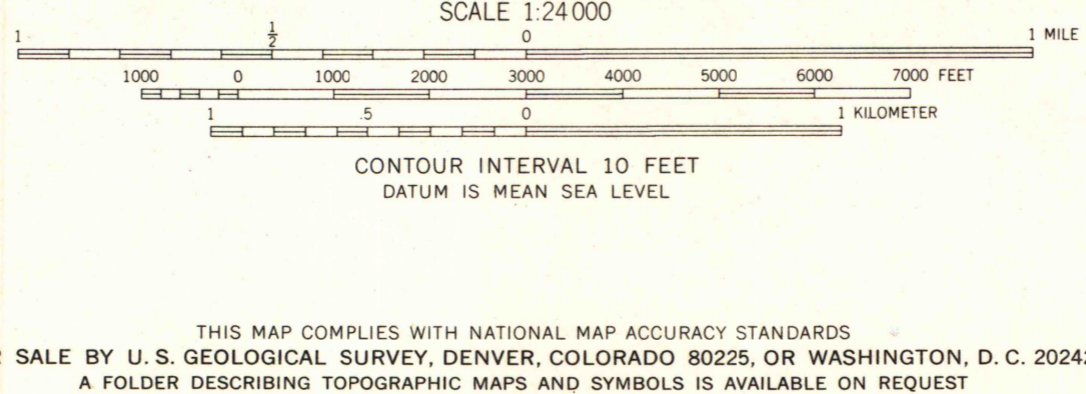 SCALE 1:24 000
1 ½ 0 1 MILE
1000 0 1000 2000 3000 4000 5000 6000 7000 FEET
1 .5 0 1 KILOMETER
CONTOUR INTERVAL 10 FEET
DATUM IS MEAN SEA LEVEL
THIS MAP COMPLIES WITH NATIONAL MAP ACCURACY STANDARDS
SALE BY U. S. GEOLOGICAL SURVEY, DENVER, COLORADO 80225, OR WASHINGTON, D. C. 20242
A FOLDER DESCRIBING TOPOGRAPHIC MAPS AND SYMBOLS IS AVAILABLE ON REQUEST